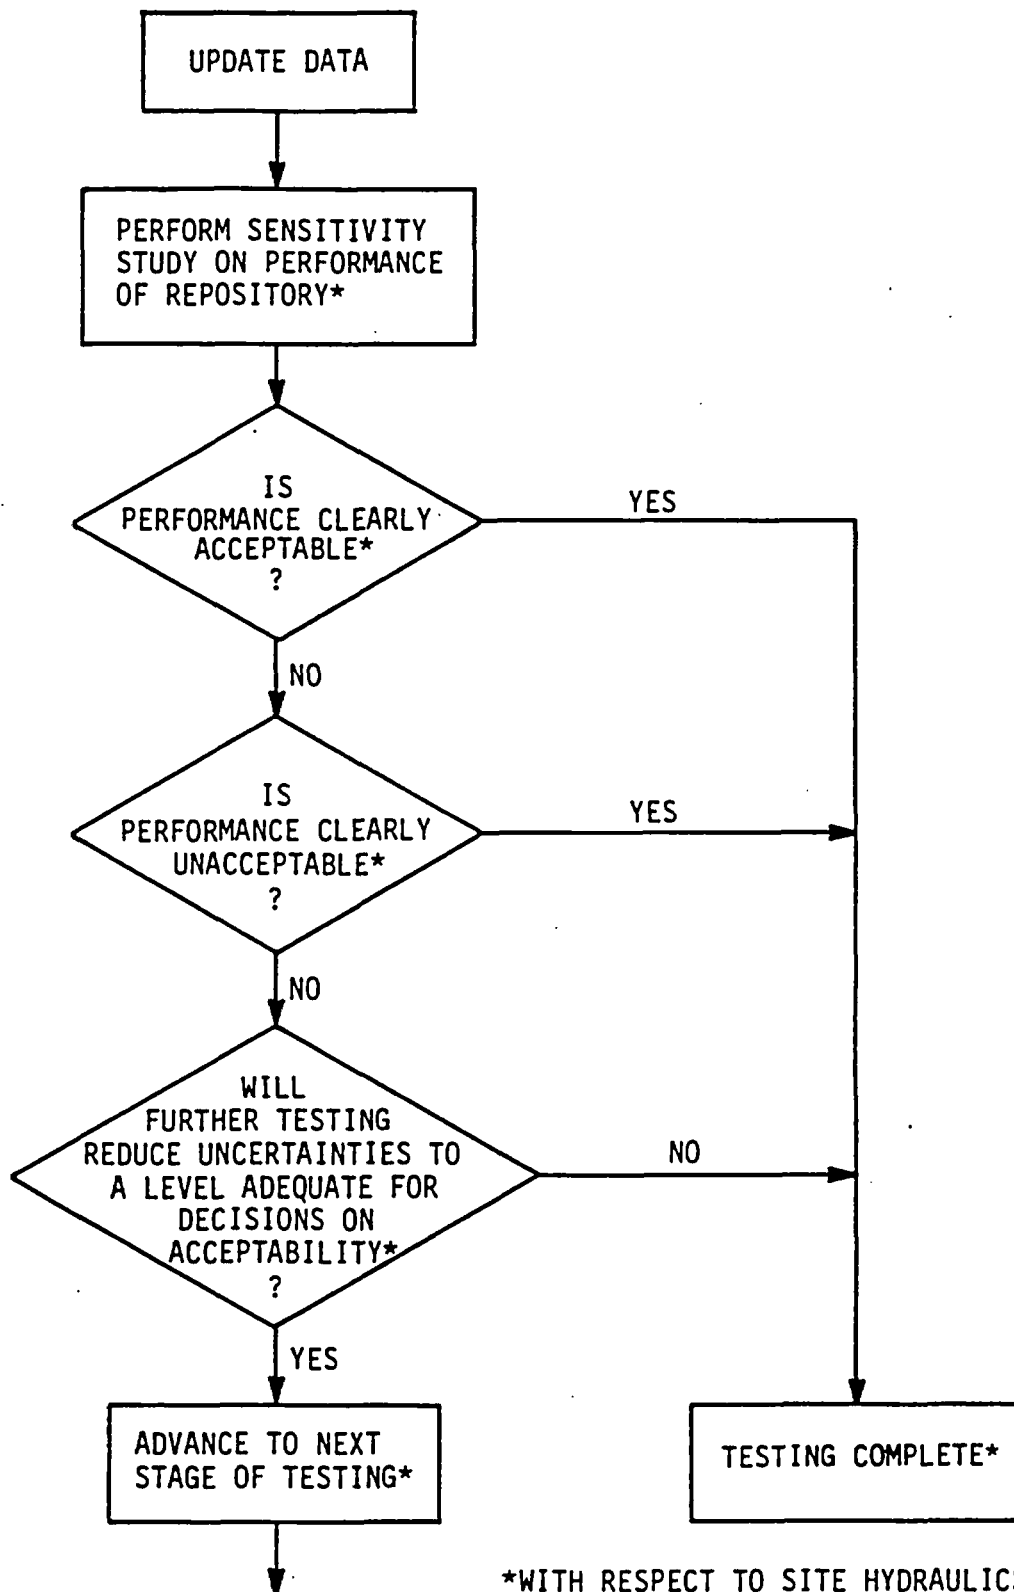 UPDATE DATA
PERFORM SENSITIVITY
STUDY ON PERFORMANCE
OF REPOSITORY*
IS
PERFORMANCE CLEARLY
ACCEPTABLE*
?
YES
NO
IS
PERFORMANCE CLEARLY
UNACCEPTABLE*
?
YES
NO
WILL
FURTHER TESTING
REDUCE UNCERTAINTIES TO
A LEVEL ADEQUATE FOR
DECISIONS ON
ACCEPTABILITY*
?
NO
YES
ADVANCE TO NEXT
STAGE OF TESTING*
TESTING COMPLETE*
*WITH RESPECT TO SITE HYDRAULICS